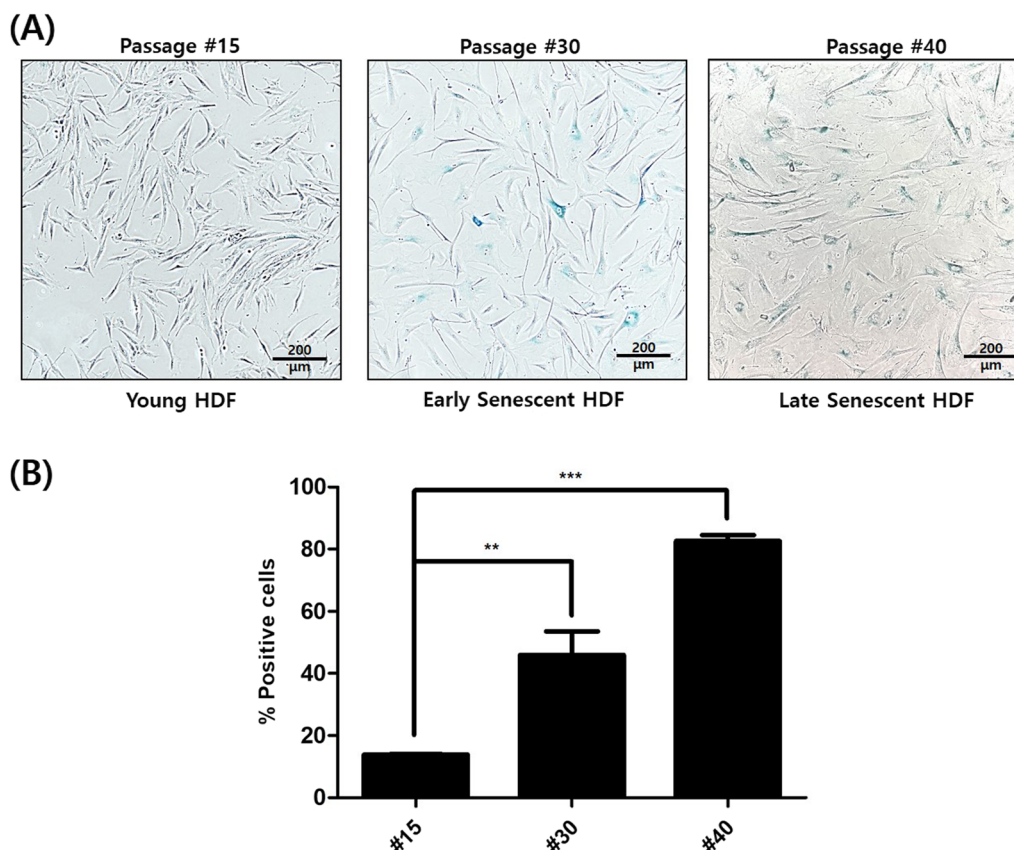 (A)
Passage #15
Passage #30
Passage #40
200
µm
200
µm
200
µm
Young HDF
Early Senescent HDF
Late Senescent HDF
(B)
% Positive cells
100
80
60
40
20
0
***
**
#15
#30
#40